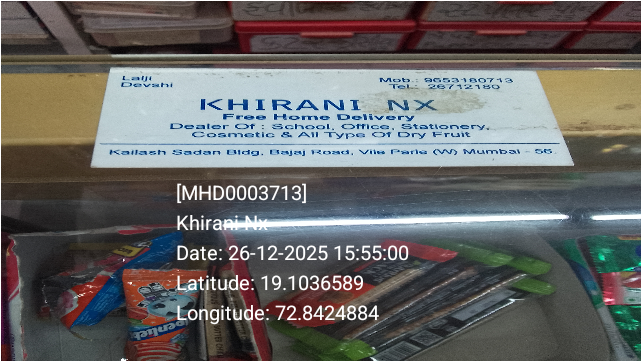 Lalji
Devshi
Mob.: 9653180713
Tel.: 26712180
KHIRANI NX
Free Home Delivery
Dealer Of : School, Office, Stationery,
Cosmetic & All Type Of Dry Fruit
Kailash Sadan Bldg, Bajaj Road, Vile Parle (W) Mumbai - 56.
[MHD0003713]
Khirani Nx
Date: 26-12-2025 15:55:00
Latitude: 19.1036589
Longitude: 72.8424884